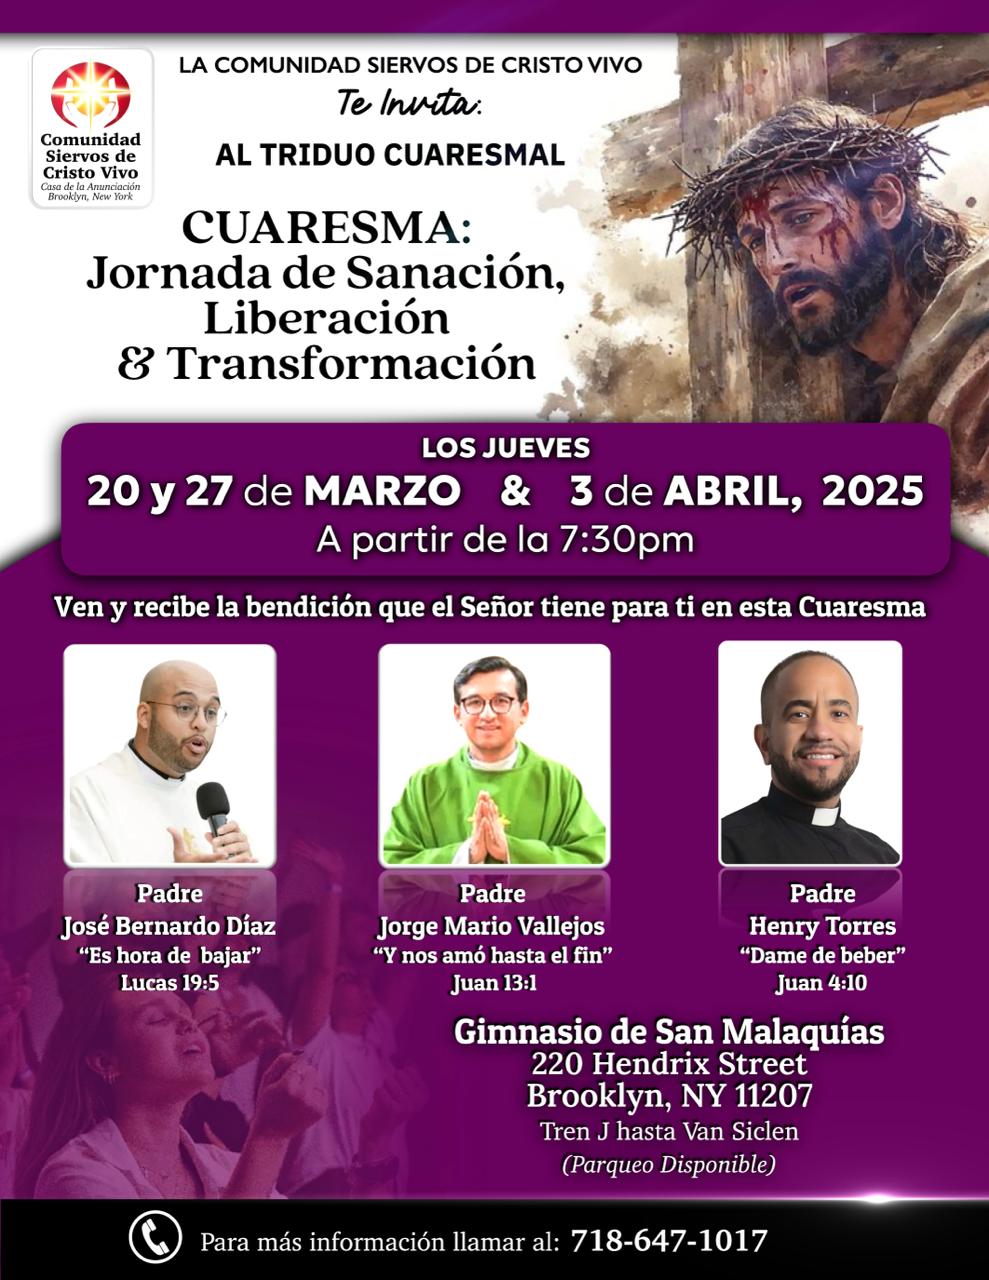 Comunidad
Siervos de
Cristo Vivo
Casa de la Anunciación
Brooklyn, New York
LA COMUNIDAD SIERVOS DE CRISTO VIVO
Te Invita:
AL TRIDUO CUARESMAL
CUARESMA:
Jornada de Sanación,
Liberación
& Transformación
LOS JUEVES
20 y 27 de MARZO & 3 de ABRIL, 2025
A partir de la 7:30pm
Ven y recibe la bendición que el Señor tiene para ti en esta Cuaresma
Padre
José Bernardo Díaz
“Es hora de bajar”
Lucas 19:5
Padre
Jorge Mario Vallejos
“Y nos amó hasta el fin”
Juan 13:1
Padre
Henry Torres
“Dame de beber”
Juan 4:10
Gimnasio de San Malaquías
220 Hendrix Street
Brooklyn, NY 11207
Tren J hasta Van Siclen
(Parqueo Disponible)
Para más información llamar al: 718-647-1017